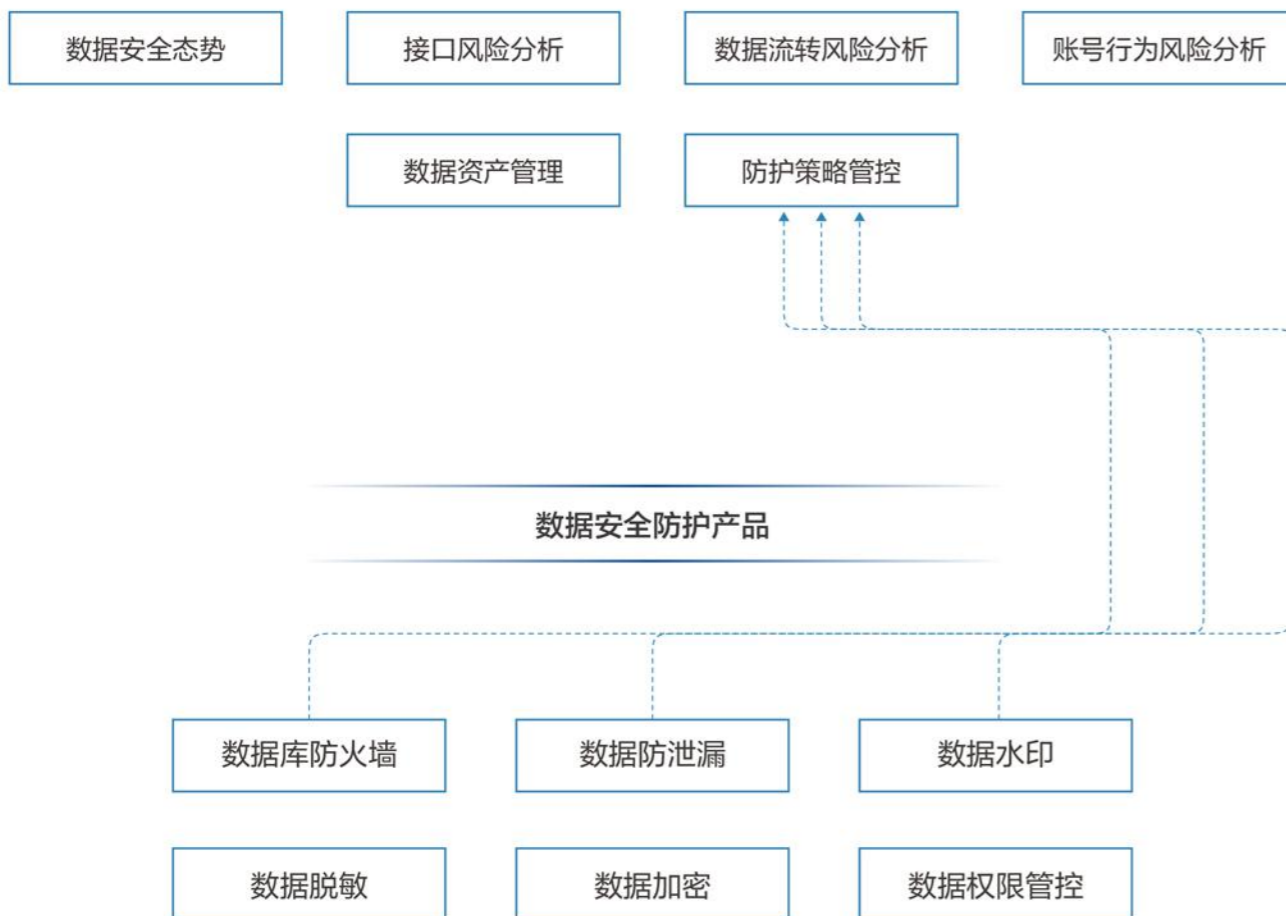 数据安全态势
接口风险分析
数据流转风险分析
账号行为风险分析
数据资产管理
防护策略管控
数据安全防护产品
数据库防火墙
数据防泄漏
数据水印
数据脱敏
数据加密
数据权限管控